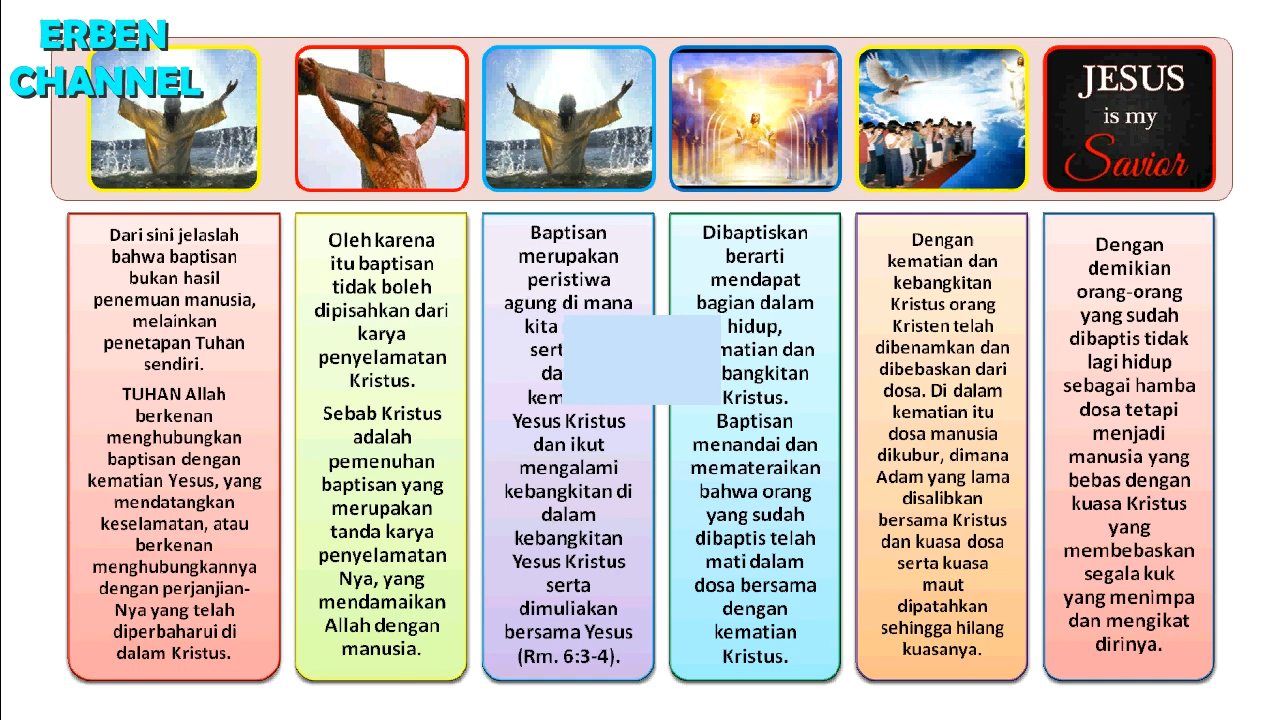 ERBEN
CHANNEL
JESUS
is my
Savior
Dari sini jelaslah
bahwa baptisan
bukan hasil
penemuan manusia,
melainkan
penetapan Tuhan
sendiri.
TUHAN Allah
berkenan
menghubungkan
baptisan dengan
kematian Yesus, yang
mendatangkan
keselamatan, atau
berkenan
menghubungkannya
dengan perjanjian-
Nya yang telah
diperbaharui di
dalam Kristus.
Oleh karena
itu baptisan
tidak boleh
dipisahkan dari
karya
penyelamatan
Kristus.
Sebab Kristus
adalah
pemenuhan
baptisan yang
merupakan
tanda karya
penyelamatan
Nya, yang
mendamaikan
Allah dengan
manusia.
Baptisan
merupakan
peristiwa
agung di mana
kita
Yesus Kristus
dan ikut
mengalami
kebangkitan di
dalam
kebangkitan
Yesus Kristus
serta
dimuliakan
bersama Yesus
(Rm. 6:3-4).
Dibaptiskan
berarti
mendapat
bagian dalam
hidup,
dan
Kristus.
Baptisan
menandai dan
memateraikan
bahwa orang
yang sudah
dibaptis telah
mati dalam
dosa bersama
dengan
kematian
Kristus.
Dengan
kematian dan
kebangkitan
Kristus orang
Kristen telah
dibenamkan dan
dibebaskan dari
dosa. Di dalam
kematian itu
dosa manusia
dikubur, dimana
Adam yang lama
disalibkan
bersama Kristus
dan kuasa dosa
serta kuasa
maut
dipatahkan
sehingga hilang
kuasanya.
Dengan
demikian
orang-orang
yang sudah
dibaptis tidak
lagi hidup
sebagai hamba
dosa tetapi
menjadi
manusia yang
bebas dengan
kuasa Kristus
yang
membebaskan
segala kuk
yang menimpa
dan mengikat
dirinya.